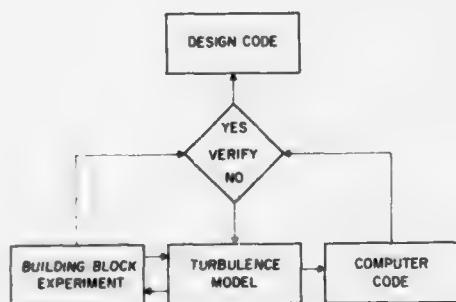 DESIGN CODE
YES
VERIFY
NO
BUILDING BLOCK
EXPERIMENT
TURBULENCE
MODEL
COMPUTER
CODE